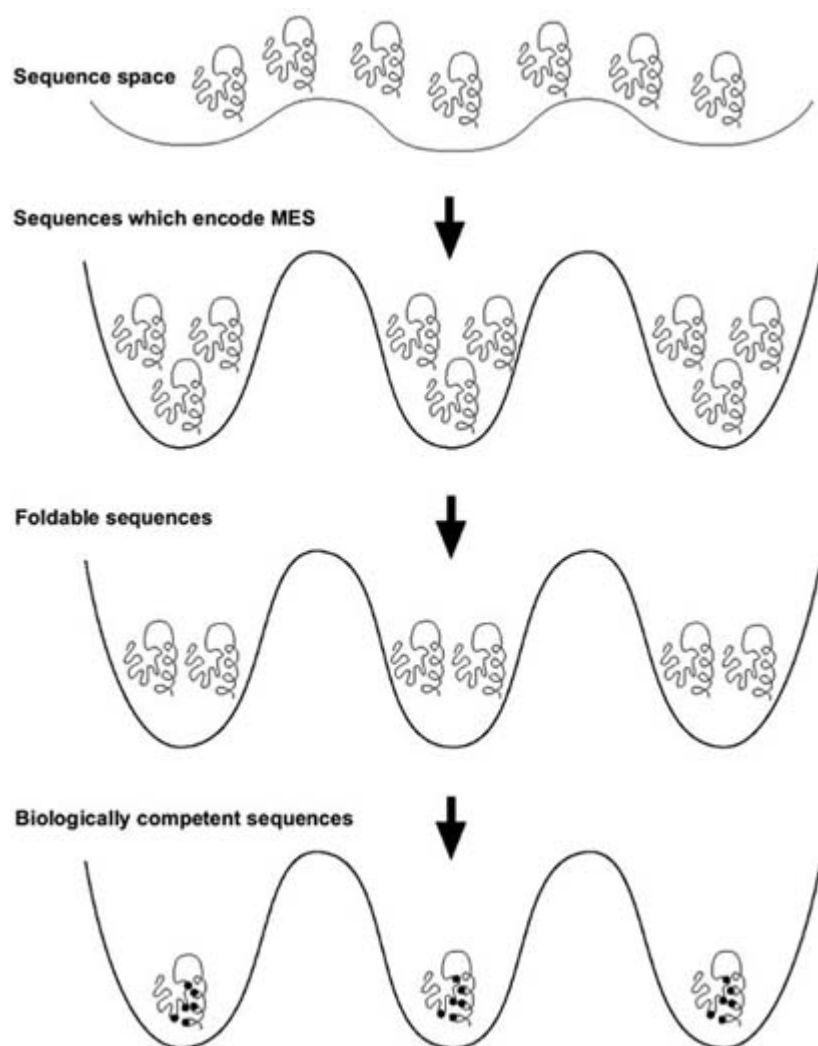 Sequence space
Sequences which encode MES
Foldable sequences
Biologically competent sequences